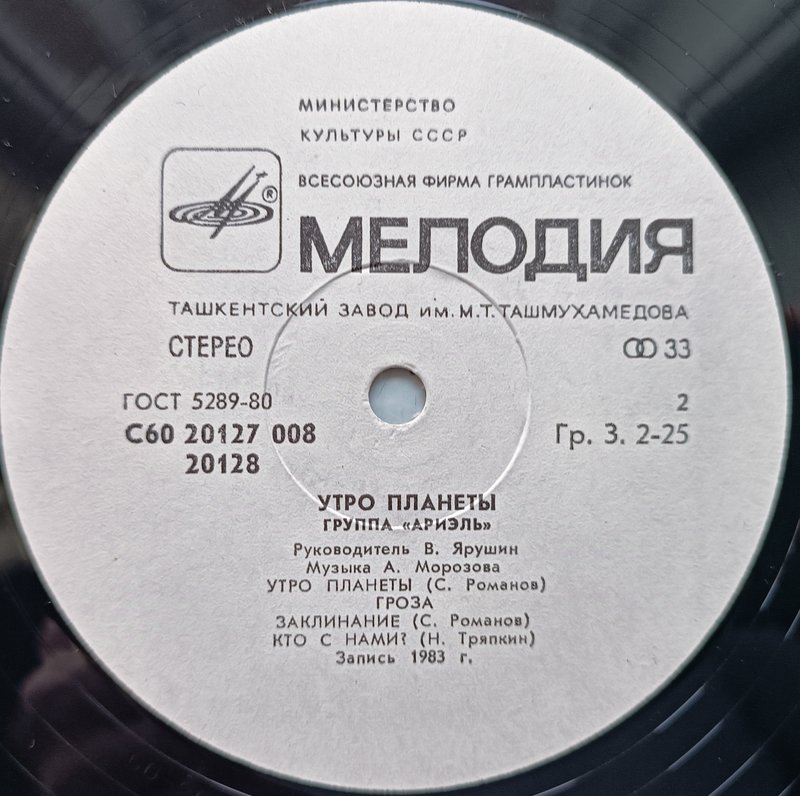 МИНИСТЕРСТВО
КУЛЬТУРЫ СССР
ВСЕСОЮЗНАЯ ФИРМА ГРАМПЛАСТИНОК
®
МЕЛОДИЯ
ТАШКЕНТСКИЙ ЗАВОД им. М.Т.ТАШМУХАМЕДОВА
СТЕРЕО 33
ГОСТ 5289-80 2
С60 20127 008 Гр. 3. 2-25
20128
УТРО ПЛАНЕТЫ
ГРУППА «АРИЭЛЬ»
Руководитель В. Ярушин
Музыка А. Морозова
УТРО ПЛАНЕТЫ (С. Романов)
ГРОЗА
ЗАКЛИНАНИЕ (С. Романов)
КТО С НАМИ? (Н. Тряпкин)
Запись 1983 г.